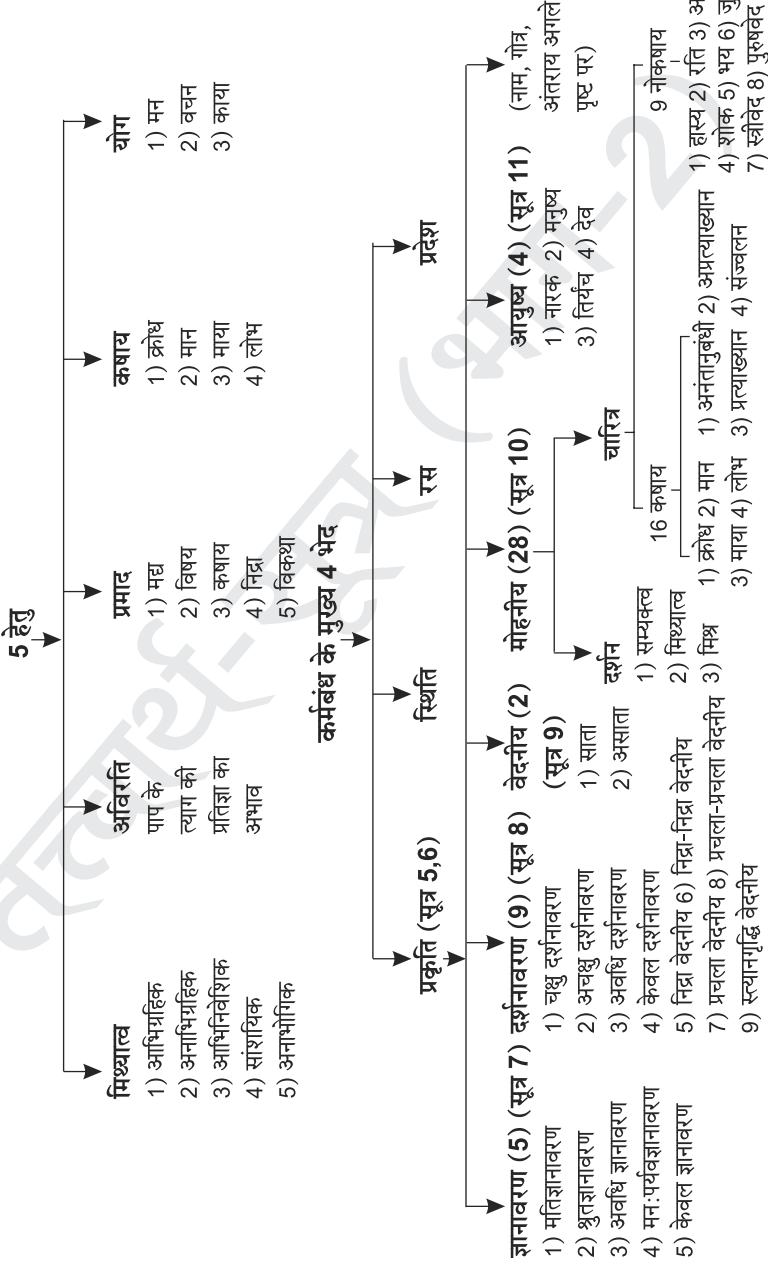 5 हेतु
मिथ्यात्व
1) आभिग्रहिक
2) अनाभिग्रहिक
3) आभिनिवेशिक
4) सांशयिक
5) अनाभोगिक
अविरति
पाप के
त्याग की
प्रतिज्ञा का
अभाव
प्रमाद
1) मद्य
2) विषय
3) कषाय
4) निद्रा
5) विकथा
कषाय
1) क्रोध
2) मान
3) माया
4) लोभ
योग
1) मन
2) वचन
3) काया
कर्मबंध के मुख्य 4 भेद
प्रकृति (सूत्र 5,6)
स्थिति
रस
प्रदेश
ज्ञानावरण (5) (सूत्र 7)
1) मतिज्ञानावरण
2) श्रुतज्ञानावरण
3) अवधि ज्ञानावरण
4) मन:पर्यवज्ञानावरण
5) केवल ज्ञानावरण
दर्शनावरण (9) (सूत्र 8)
1) चक्षु दर्शनावरण
2) अचक्षु दर्शनावरण
3) अवधि दर्शनावरण
4) केवल दर्शनावरण
5) निद्रा वेदनीय 6) निद्रा-निद्रा वेदनीय
7) प्रचला वेदनीय 8) प्रचला-प्रचला वेदनीय
9) स्त्यानगृद्धि वेदनीय
वेदनीय (2)
(सूत्र 9)
1) साता
2) असाता
मोहनीय (28) (सूत्र 10)
दर्शन
1) सम्यक्त्व
2) मिथ्यात्व
3) मिश्र
चारित्र
16 कषाय
1) क्रोध 2) मान
3) माया 4) लोभ
1) अनंतानुबंधी 2) अप्रत्याख्यान
3) प्रत्याख्यान 4) संज्वलन
9 नोकषाय
1) हास्य 2) रति 3)
4) शोक 5) भय 6)
7) स्त्रीवेद 8) पुरुषवेद
आयुष्य (4) (सूत्र 11)
1) नारक 2) मनुष्य
3) तिर्यंच 4) देव
(नाम, गोत्र,
अंतराय अगले
पृष्ट पर)
तत्त्वार्थ-सूत्र (भाग-2)